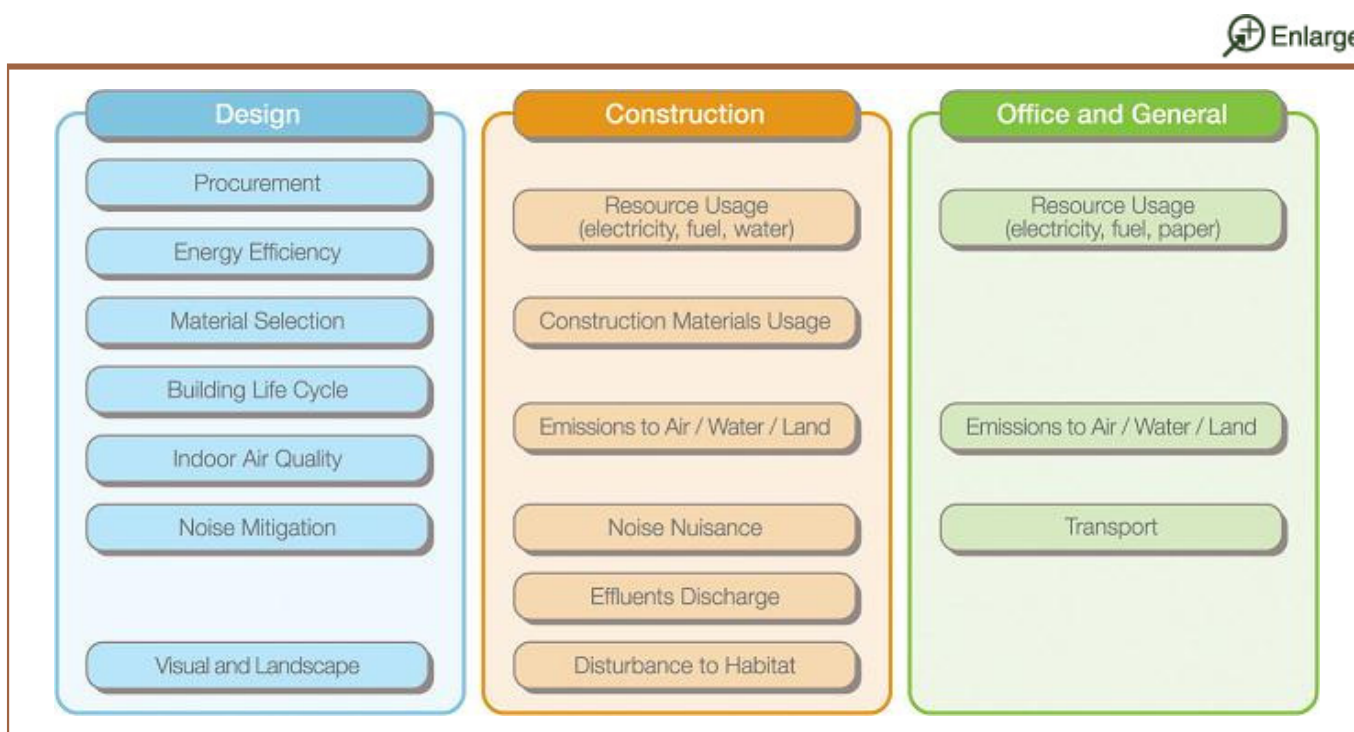 Enlarge
Design
Procurement
Energy Efficiency
Material Selection
Building Life Cycle
Indoor Air Quality
Noise Mitigation
Visual and Landscape
Construction
Resource Usage
(electricity, fuel, water)
Construction Materials Usage
Emissions to Air / Water / Land
Noise Nuisance
Effluents Discharge
Disturbance to Habitat
Office and General
Resource Usage
(electricity, fuel, paper)
Emissions to Air / Water / Land
Transport